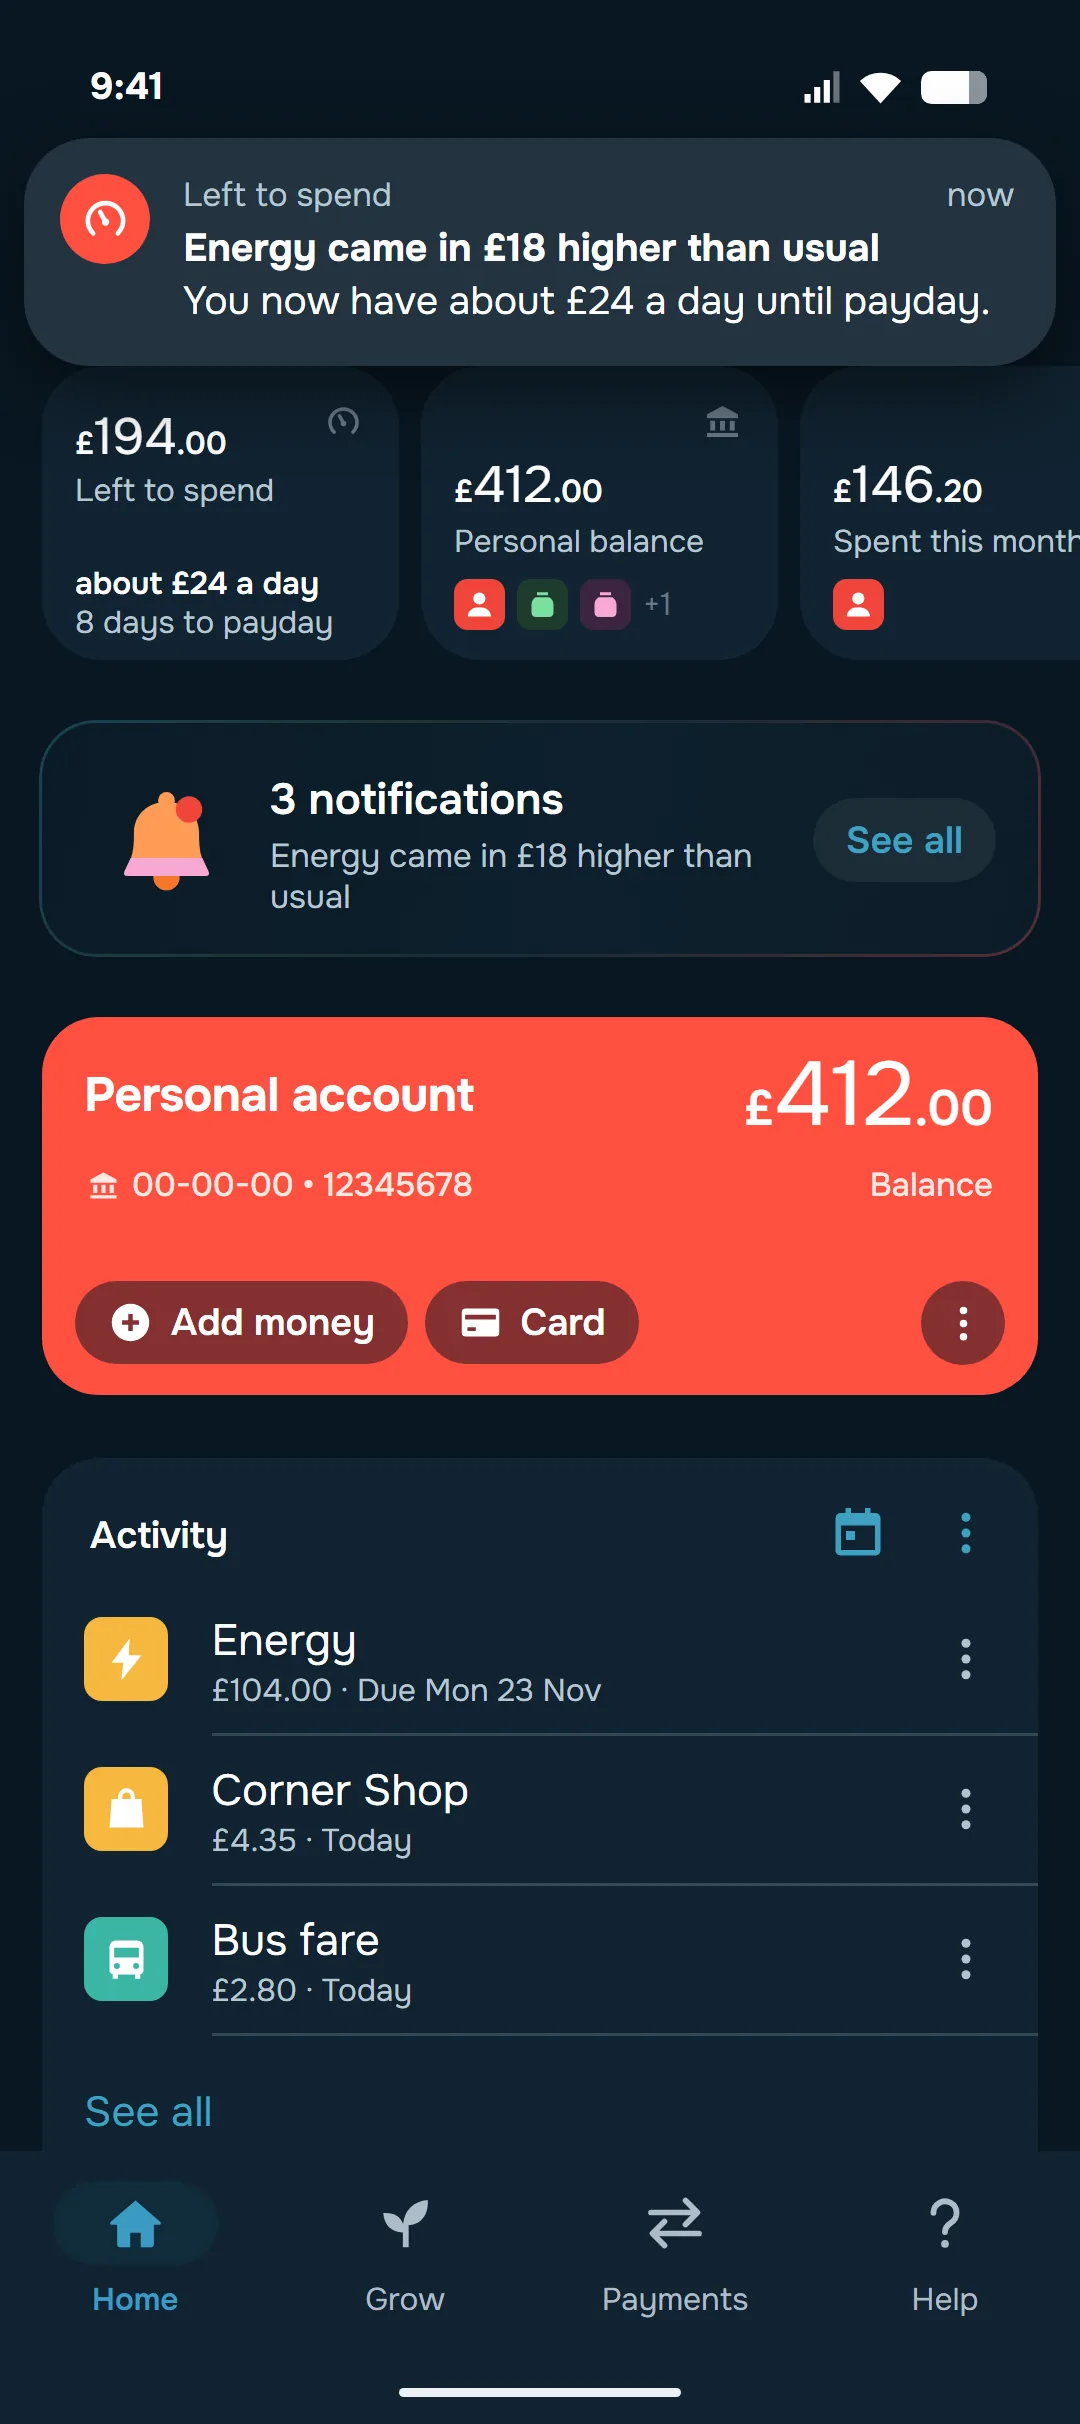 9:41
Left to spend now
Energy came in £18 higher than usual
You now have about £24 a day until payday.
£194.00
Left to spend
about £24 a day
8 days to payday
£412.00
Personal balance
+1
£146.20
Spent this month
3 notifications
Energy came in £18 higher than
usual
See all
Personal account
£412.00
00-00-00 • 12345678
Balance
Add money
Card
Activity
Energy
£104.00 · Due Mon 23 Nov
Corner Shop
£4.35 · Today
Bus fare
£2.80 · Today
See all
Home
Grow
Payments
Help